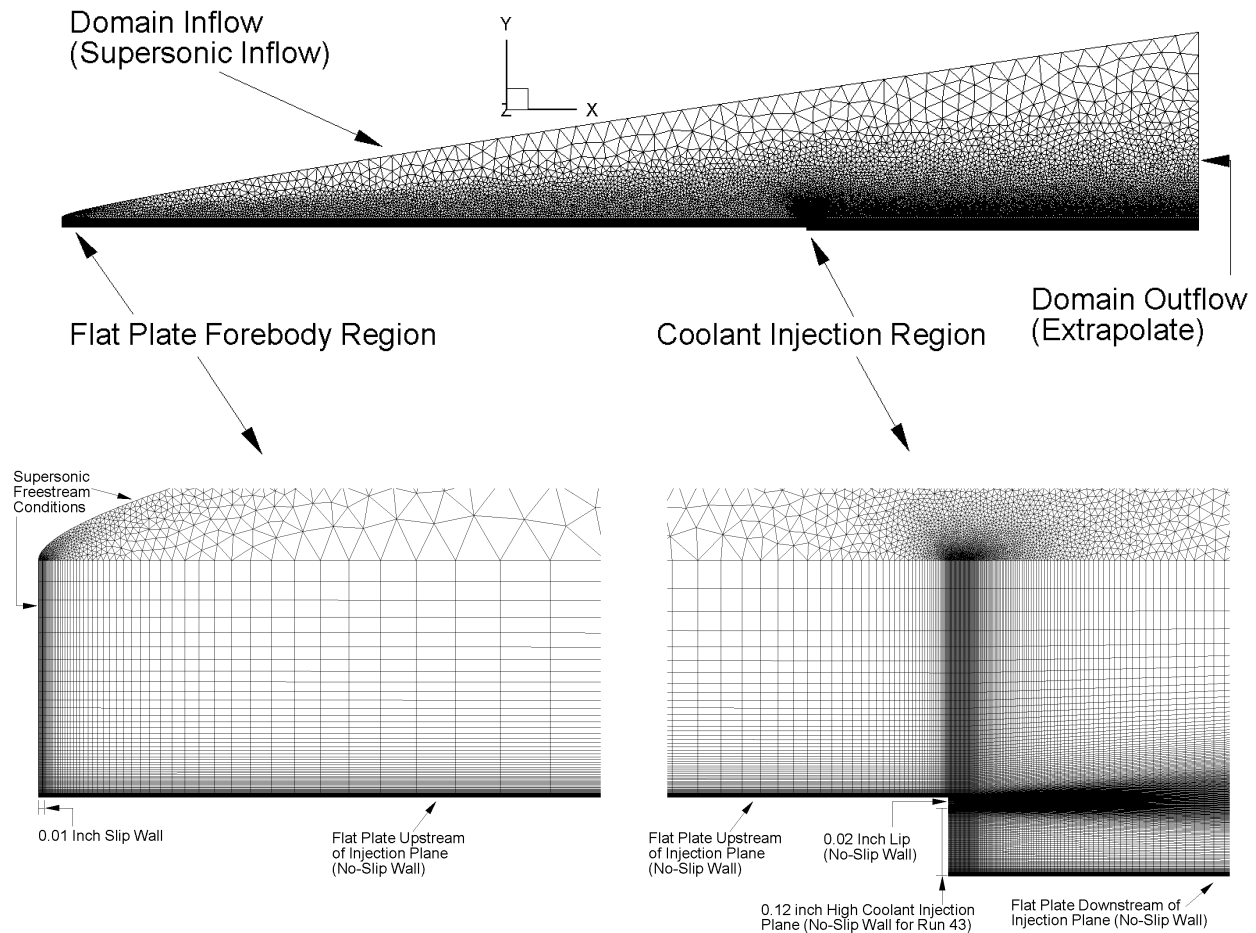 Domain Inflow
(Supersonic Inflow)
Y
Z
X
Flat Plate Forebody Region
Coolant Injection Region
Domain Outflow
(Extrapolate)
Supersonic
Freestream
Conditions
0.01 Inch Slip Wall
Flat Plate Upstream
of Injection Plane
(No-Slip Wall)
Flat Plate Upstream
of Injection Plane
(No-Slip Wall)
0.02 Inch Lip
(No-Slip Wall)
0.12 inch High Coolant Injection
Plane (No-Slip Wall for Run 43)
Flat Plate Downstream of
Injection Plane (No-Slip Wall)